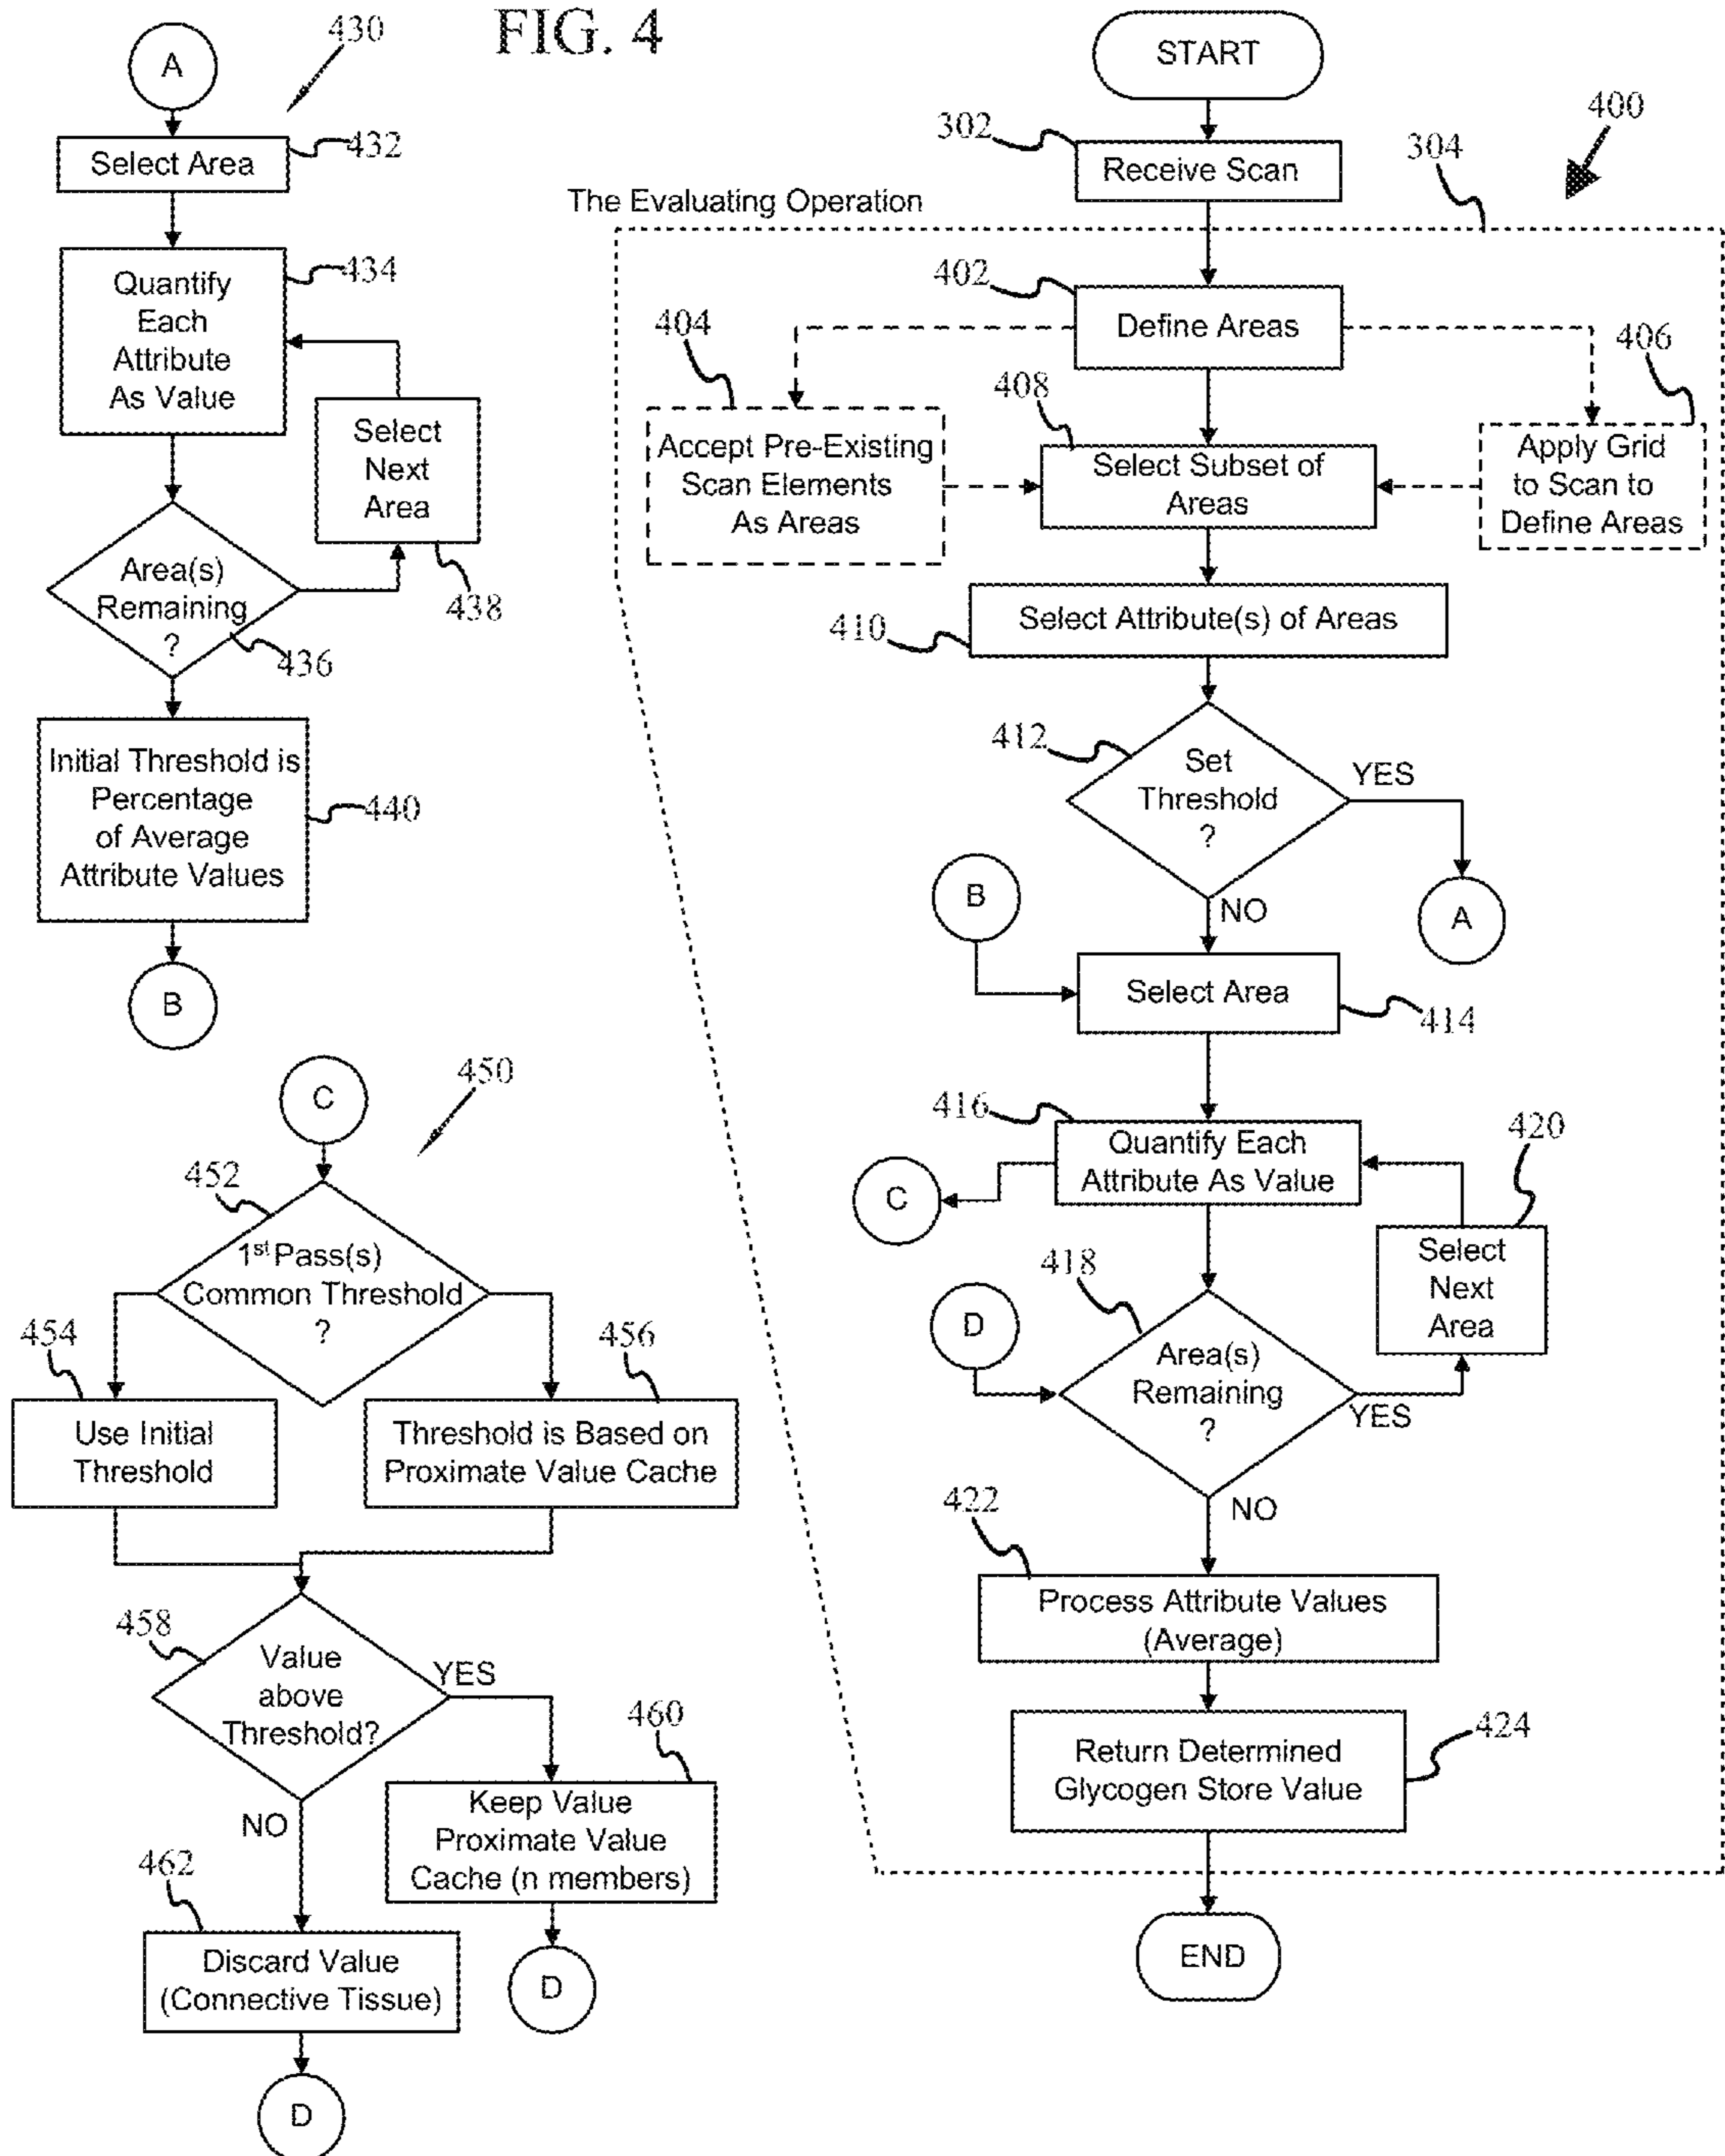 FIG. 4
A
430
Select Area
432
Quantify
Each
Attribute
As Value
434
Select
Next
Area
438
Area(s)
Remaining
?
436
Initial Threshold is
Percentage
of Average
Attribute Values
440
B
C
450
452
1st Pass(s)
Common Threshold
?
454
Use Initial
Threshold
456
Threshold is Based on
Proximate Value Cache
458
Value
above
Threshold?
YES
NO
460
Keep Value
Proximate Value
Cache (n members)
D
462
Discard Value
(Connective Tissue)
D
START
400
302
Receive Scan
304
The Evaluating Operation
402
Define Areas
404
Accept Pre-Existing
Scan Elements
As Areas
406
Apply Grid
to Scan to
Define Areas
408
Select Subset of
Areas
410
Select Attribute(s) of Areas
412
Set
Threshold
?
YES
A
NO
B
Select Area
414
416
Quantify Each
Attribute As Value
C
420
Select
Next
Area
418
D
Area(s)
Remaining
?
YES
NO
422
Process Attribute Values
(Average)
Return Determined
Glycogen Store Value
424
END